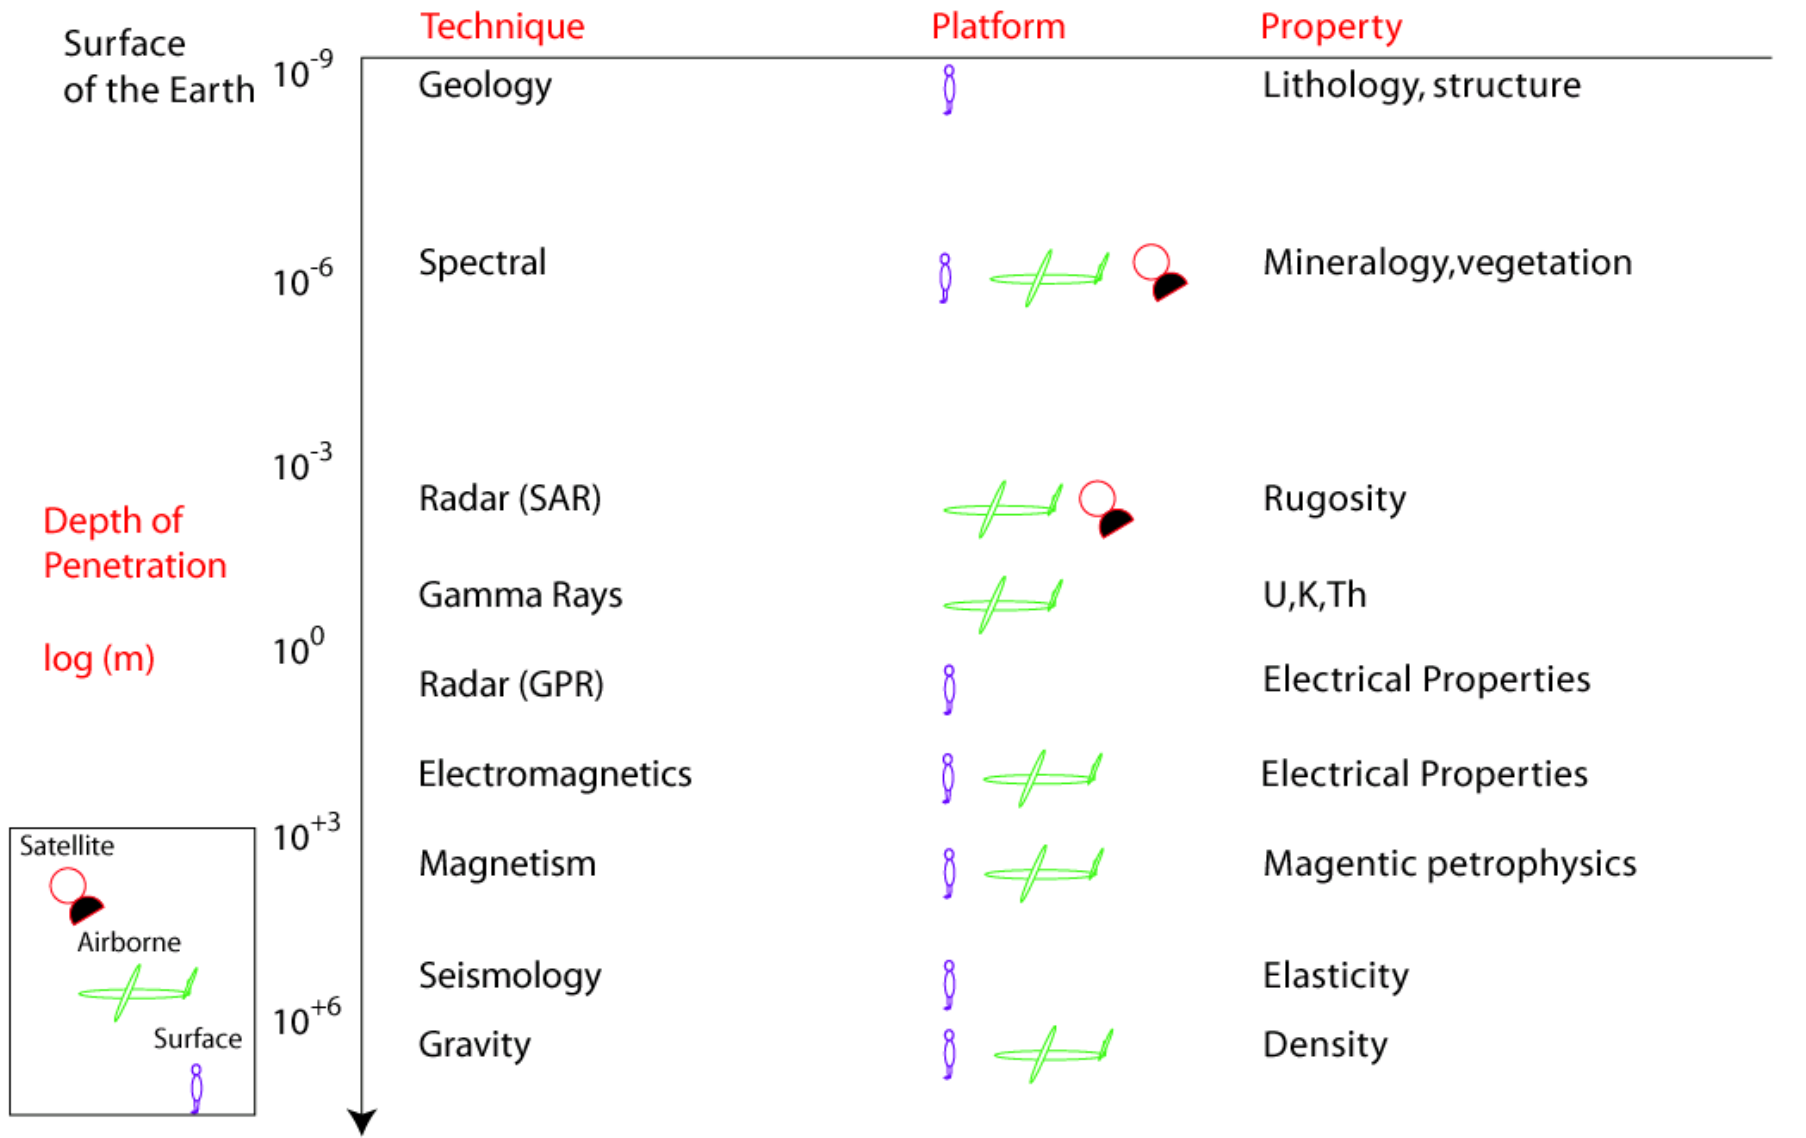 Technique Platform Property
Surface
of the Earth
10-9
Geology Lithology, structure
10-6
Spectral Mineralogy,vegetation
10-3
Radar (SAR) Rugosity
Depth of
Penetration
Gamma Rays U,K,Th
log (m)
100
Radar (GPR) Electrical Properties
Electromagnetics Electrical Properties
10+3
Magnetism Magentic petrophysics
Seismology Elasticity
10+6
Gravity Density
Satellite
Airborne
Surface